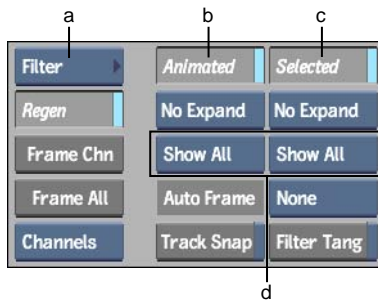 a b c
Filter Animated Selected
Regen No Expand No Expand
Frame Chn Show All Show All
Frame All Auto Frame None
Channels Track Snap Filter Tang
d